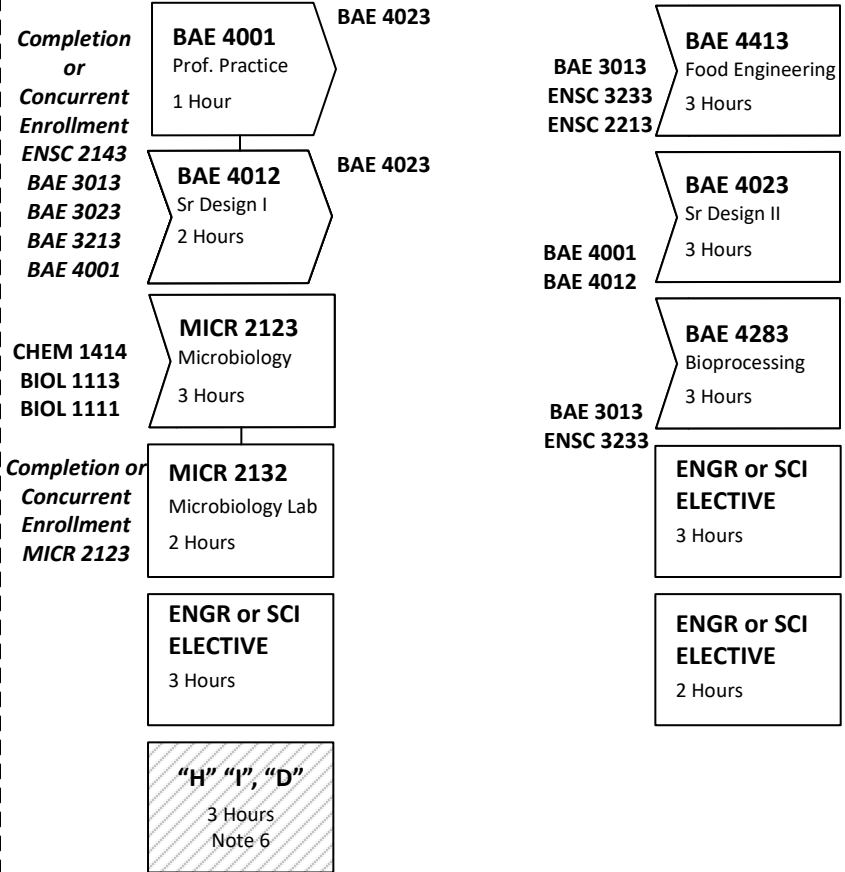 Completion
or
Concurrent
Enrollment
ENSC 2143
BAE 3013
BAE 3023
BAE 3213
BAE 4001
BAE 4001
Prof. Practice
1 Hour
BAE 4023
BAE 4012
Sr Design I
2 Hours
BAE 4023
CHEM 1414
BIOL 1113
BIOL 1111
MICR 2123
Microbiology
3 Hours
Completion or
Concurrent
Enrollment
MICR 2123
MICR 2132
Microbiology Lab
2 Hours
ENGR or SCI
ELECTIVE
3 Hours
“H” “I”, “D”
3 Hours
Note 6
BAE 3013
ENSC 3233
ENSC 2213
BAE 4413
Food Engineering
3 Hours
BAE 4001
BAE 4012
BAE 4023
Sr Design II
3 Hours
BAE 3013
ENSC 3233
BAE 4283
Bioprocessing
3 Hours
ENGR or SCI
ELECTIVE
3 Hours
ENGR or SCI
ELECTIVE
2 Hours